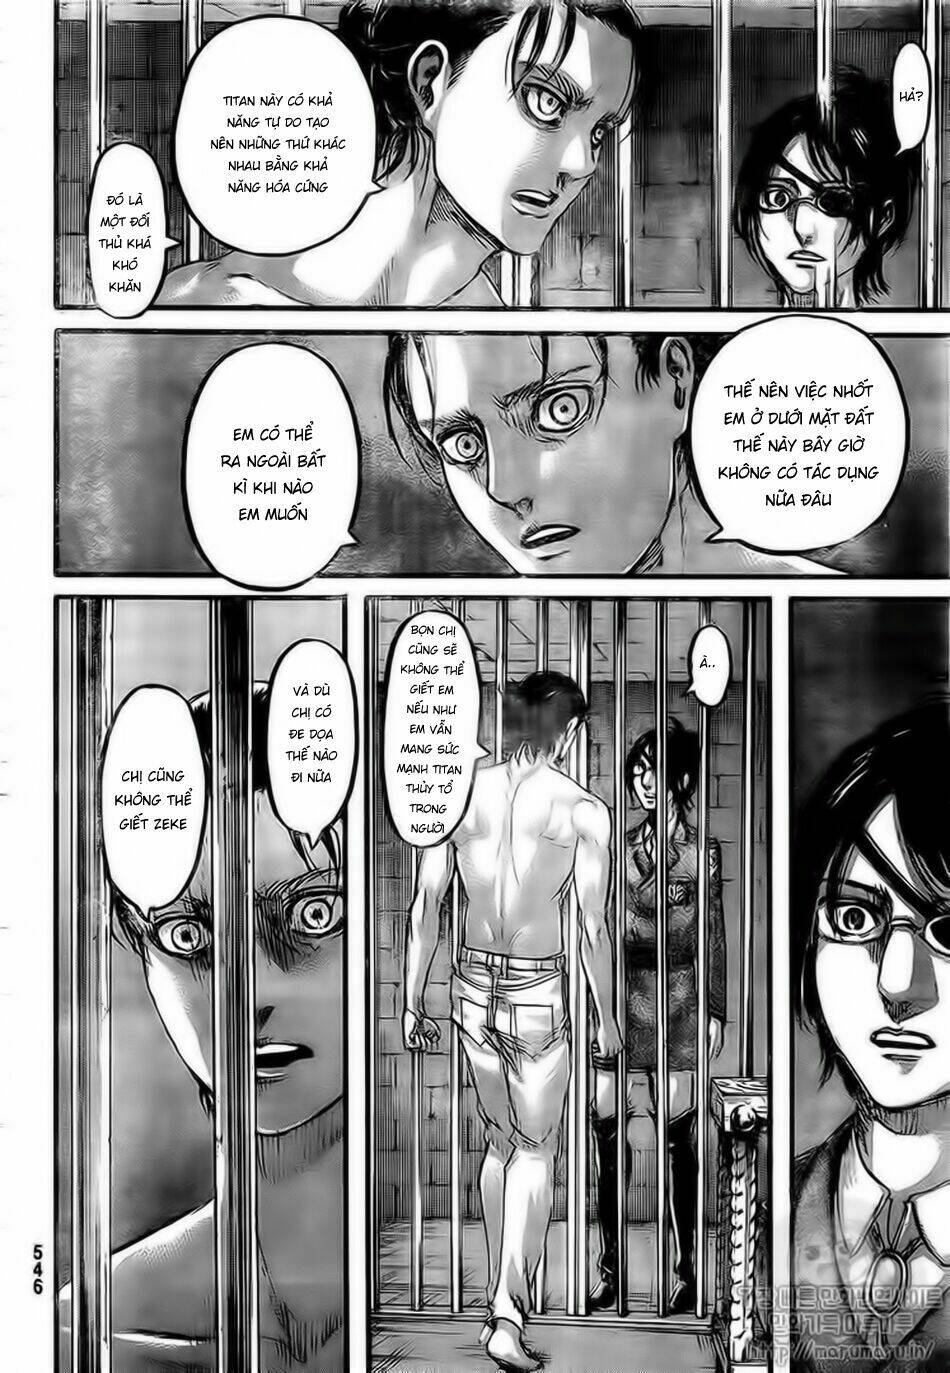 HẢ?
TITAN NÀY CÓ KHẢ
NĂNG TỰ DO TẠO
NÊN NHỮNG THỨ KHÁC
NHAU BẰNG KHẢ
NĂNG HÓA CỨNG
ĐÓ LÀ
MỘT ĐỐI
THỦ KHÁ
KHÓ
KHĂN
THẾ NÊN VIỆC NHỐT
EM Ở DƯỚI MẶT ĐẤT
THẾ NÀY BÂY GIỜ
KHÔNG CÓ TÁC DỤNG
NỮA ĐÂU
EM CÓ THỂ
RA NGOÀI BẤT
KÌ KHI NÀO
EM MUỐN
À..
BỌN CHỊ
CŨNG SẼ
KHÔNG THỂ
GIẾT EM
NẾU NHƯ
EM VẪN
MANG SỨC
MẠNH TITAN
THỦY TỔ
TRONG
NGƯỜI
VÀ DÙ
CHỊ CÓ
ĐE DỌA
THẾ NÀO
ĐI NỮA
CHỊ CŨNG
KHÔNG THỂ
GIẾT ZEKE
546
http://marumaru.in/